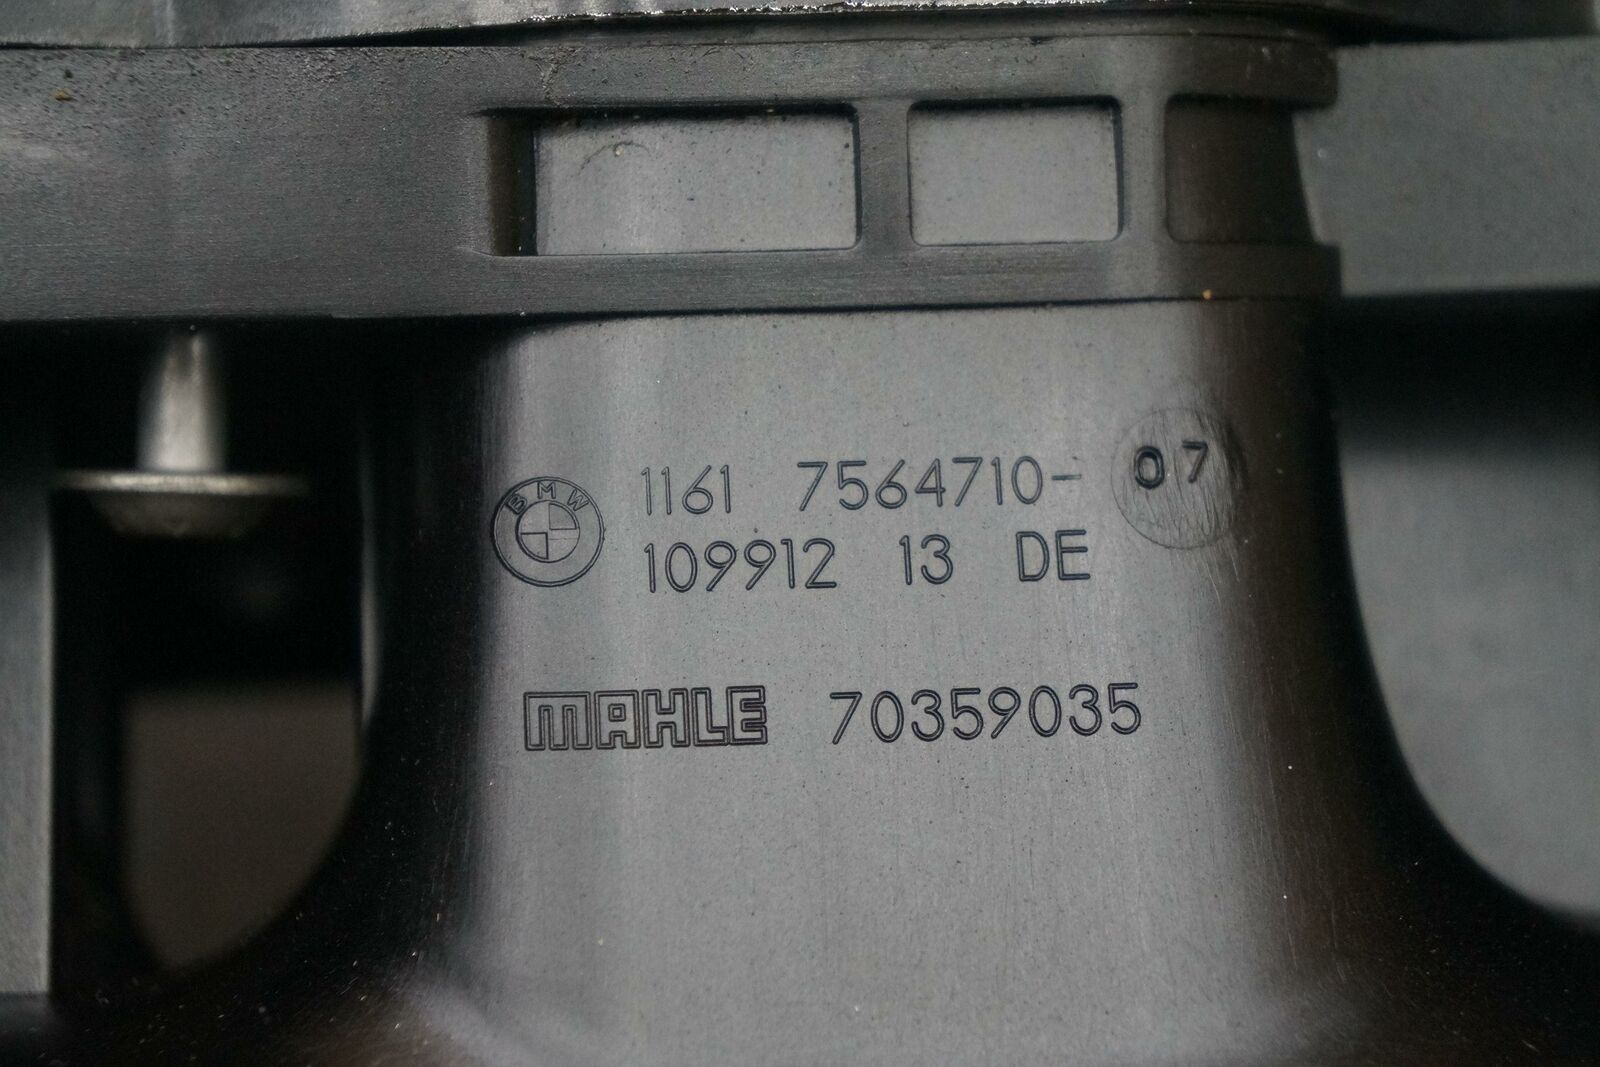 BMW 1161 7564710- 07
109912 13 DE
MAHLE 70359035